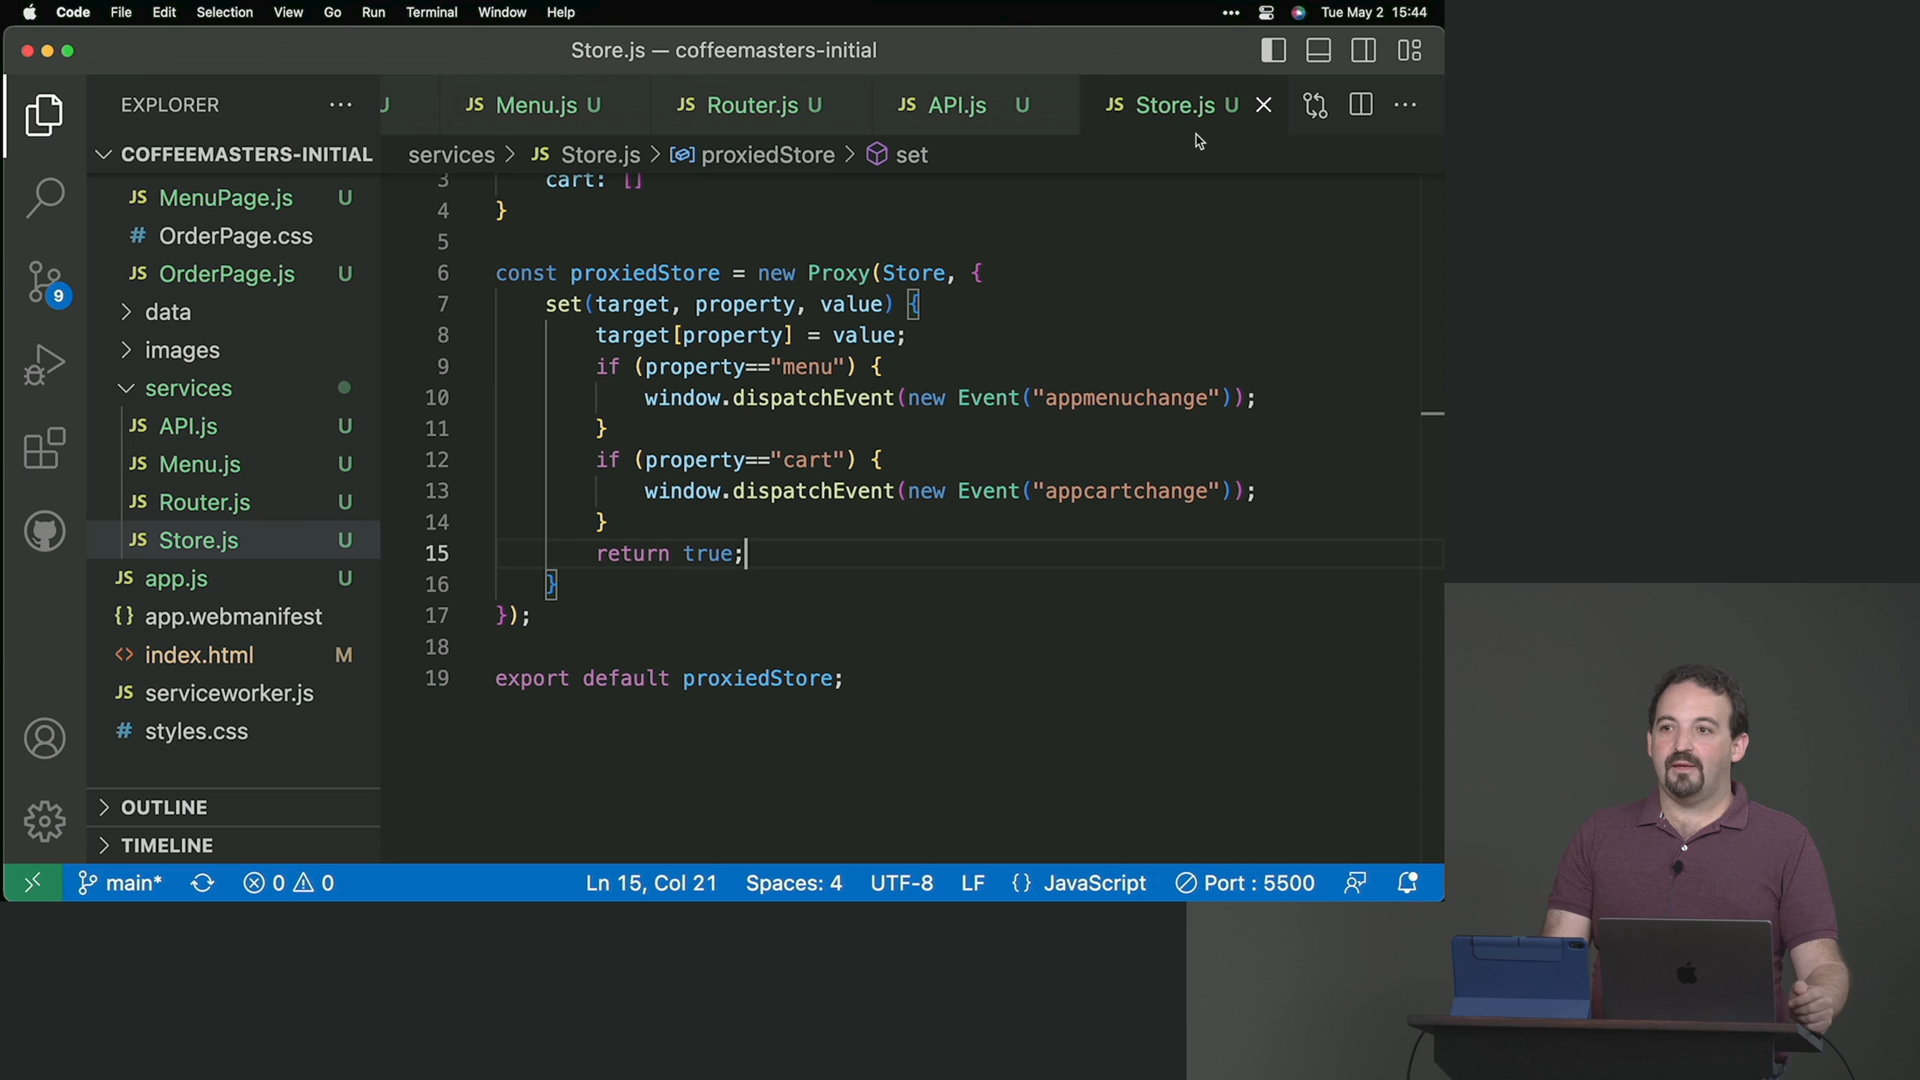 Code File Edit Selection View Go Run Terminal Window Help ••• Tue May 2 15:44
Store.js — coffeemasters-initial
EXPLORER ···
JS Menu.js U JS Router.js U JS API.js U JS Store.js U
COFFEEMASTERS-INITIAL
services > JS Store.js > proxiedStore > set
JS MenuPage.js U
# OrderPage.css
JS OrderPage.js U
data
images
services
JS API.js U
JS Menu.js U
JS Router.js U
JS Store.js U
JS app.js U
{} app.webmanifest
<> index.html M
JS serviceworker.js
# styles.css
OUTLINE
TIMELINE
9
3 cart: []
4 }
5
6 const proxiedStore = new Proxy(Store, {
7 set(target, property, value) {
8 target[property] = value;
9 if (property=="menu") {
10 window.dispatchEvent(new Event("appmenuchange"));
11 }
12 if (property=="cart") {
13 window.dispatchEvent(new Event("appcartchange"));
14 }
15 return true;
16 }
17 });
18
19 export default proxiedStore;
main* 0 0 Ln 15, Col 21 Spaces: 4 UTF-8 LF {} JavaScript Port : 5500